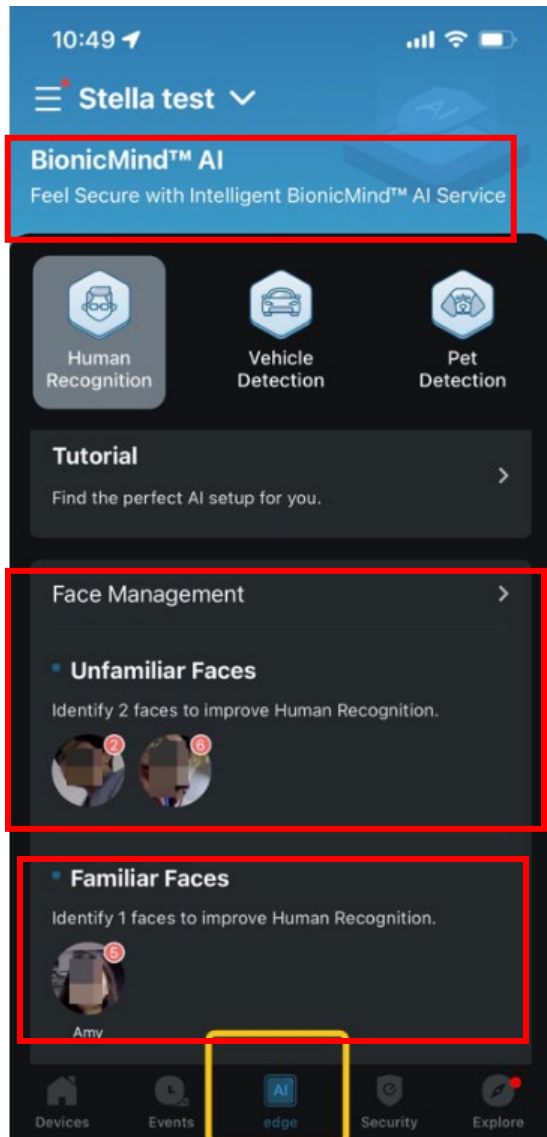 10:49
Stella test
BionicMind™ AI
Feel Secure with Intelligent BionicMind™ AI Service
Human Recognition
Vehicle Detection
Pet Detection
Tutorial
Find the perfect AI setup for you.
Face Management
Unfamiliar Faces
Identify 2 faces to improve Human Recognition.
2
6
Familiar Faces
Identify 1 faces to improve Human Recognition.
5
Amy
AI
Devices
Events
edge
Security
Explore